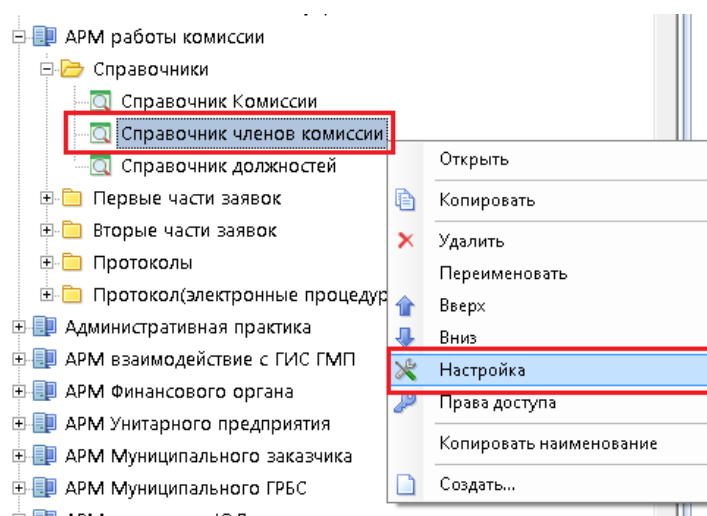 АРМ работы комиссии
Справочники
Справочник Комиссии
Справочник членов комиссии
Справочник должностей
Первые части заявок
Вторые части заявок
Протоколы
Протокол(электронные процедур
Административная практика
АРМ взаимодействие с ГИС ГМП
АРМ Финансового органа
АРМ Унитарного предприятия
АРМ Муниципального заказчика
АРМ Муниципального ГРБС
Открыть
Копировать
Удалить
Переименовать
Вверх
Вниз
Настройка
Права доступа
Копировать наименование
Создать...